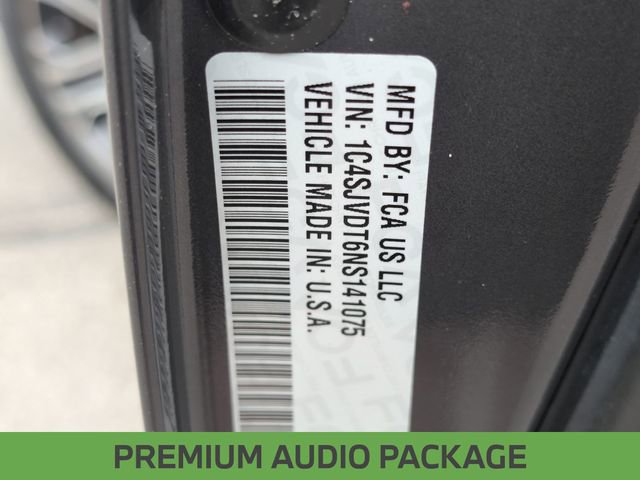 MFD BY: FCA US LLC
VIN: 1C4SJVDT6NS141075
VEHICLE MADE IN: U.S.A.
PREMIUM AUDIO PACKAGE